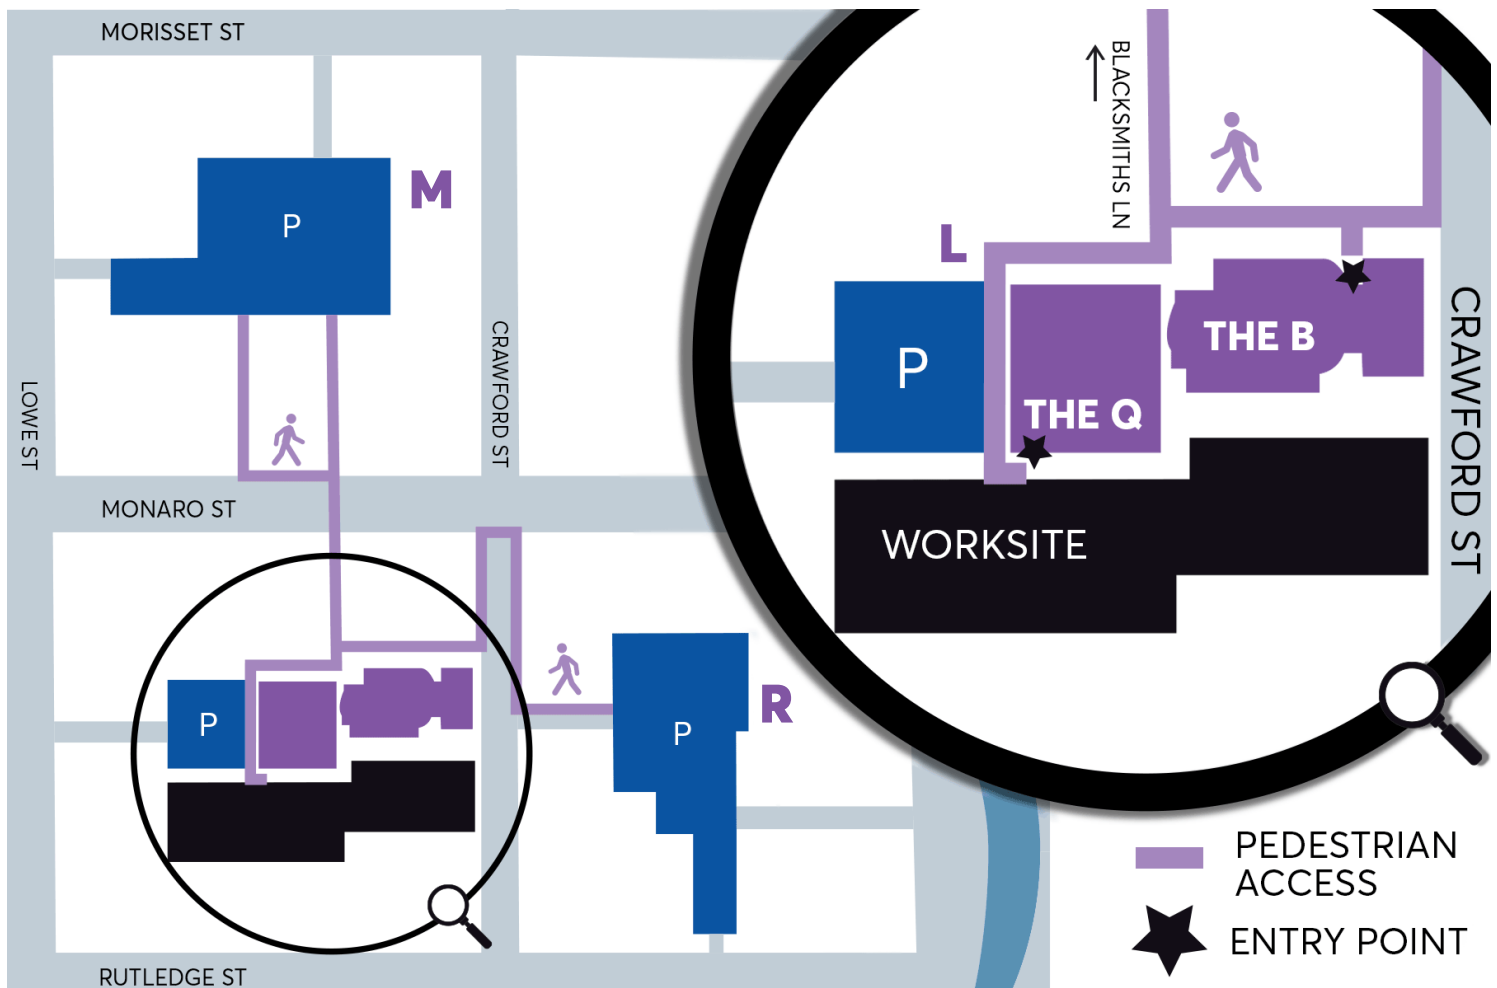 MORISSET ST
M
P
LOWE ST
CRAWFORD ST
MONARO ST
P
P
R
RUTLEDGE ST
BLACKSMITHS LN
L
P
THE Q
THE B
CRAWFORD ST
WORKSITE
PEDESTRIAN
ACCESS
ENTRY POINT